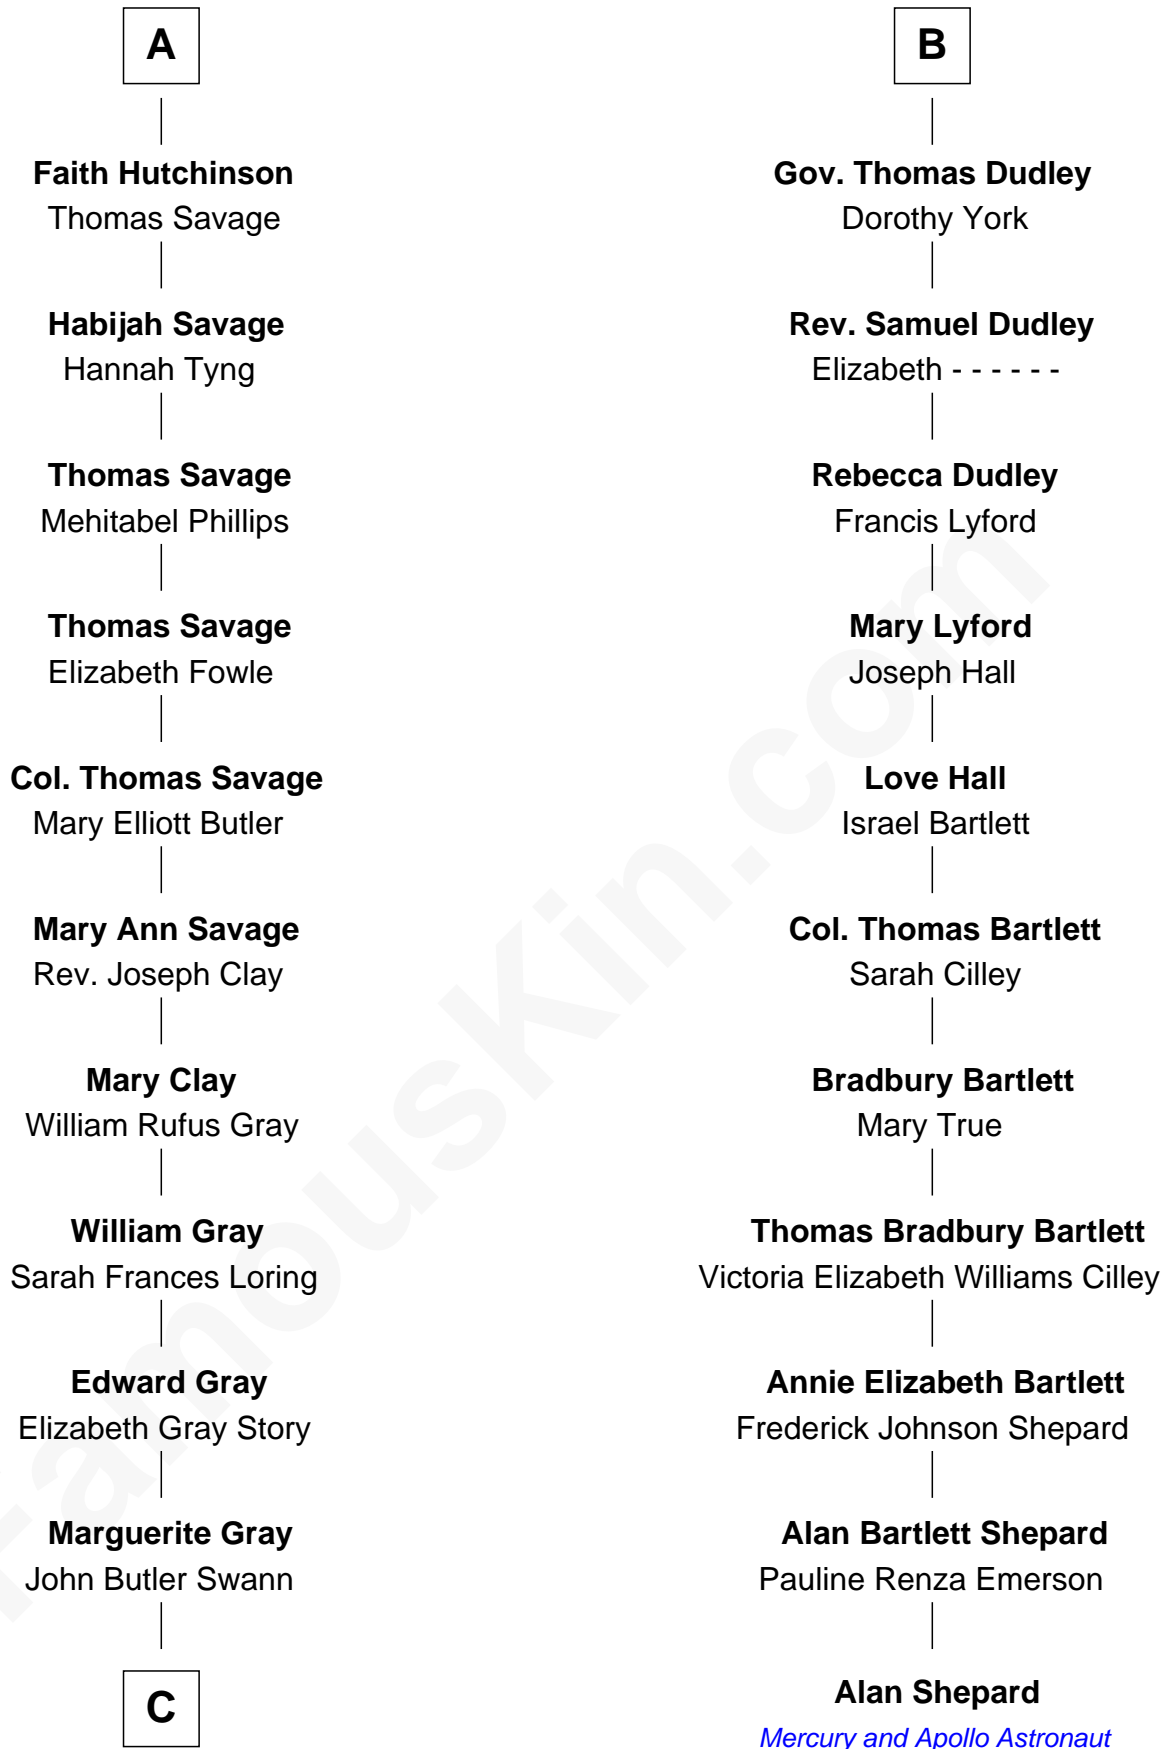 A
Faith Hutchinson
Thomas Savage
Habijah Savage
Hannah Tyng
Thomas Savage
Mehitabel Phillips
Thomas Savage
Elizabeth Fowle
Col. Thomas Savage
Mary Elliott Butler
Mary Ann Savage
Rev. Joseph Clay
Mary Clay
William Rufus Gray
William Gray
Sarah Frances Loring
Edward Gray
Elizabeth Gray Story
Marguerite Gray
John Butler Swann
C
B
Gov. Thomas Dudley
Dorothy York
Rev. Samuel Dudley
Elizabeth - - - - - -
Rebecca Dudley
Francis Lyford
Mary Lyford
Joseph Hall
Love Hall
Israel Bartlett
Col. Thomas Bartlett
Sarah Cilley
Bradbury Bartlett
Mary True
Thomas Bradbury Bartlett
Victoria Elizabeth Williams Cilley
Annie Elizabeth Bartlett
Frederick Johnson Shepard
Alan Bartlett Shepard
Pauline Renza Emerson
Alan Shepard
Mercury and Apollo Astronaut
FamousKin.com